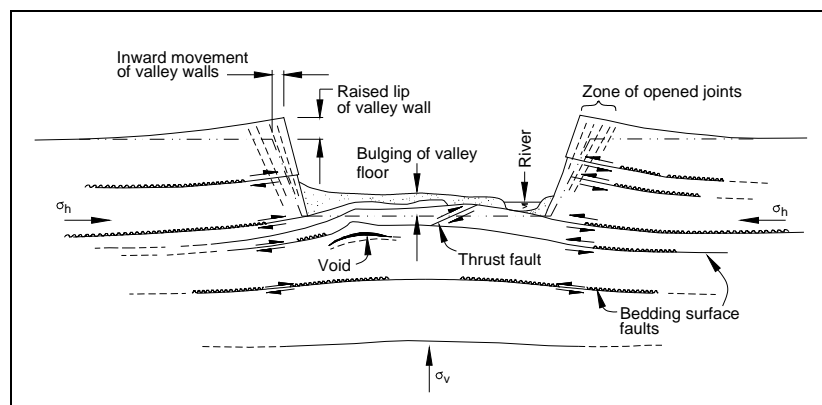 Inward movement
of valley walls
Raised lip
of valley wall
Zone of opened joints
Bulging of valley
floor
River
σh
σh
Void
Thrust fault
Bedding surface
faults
σv